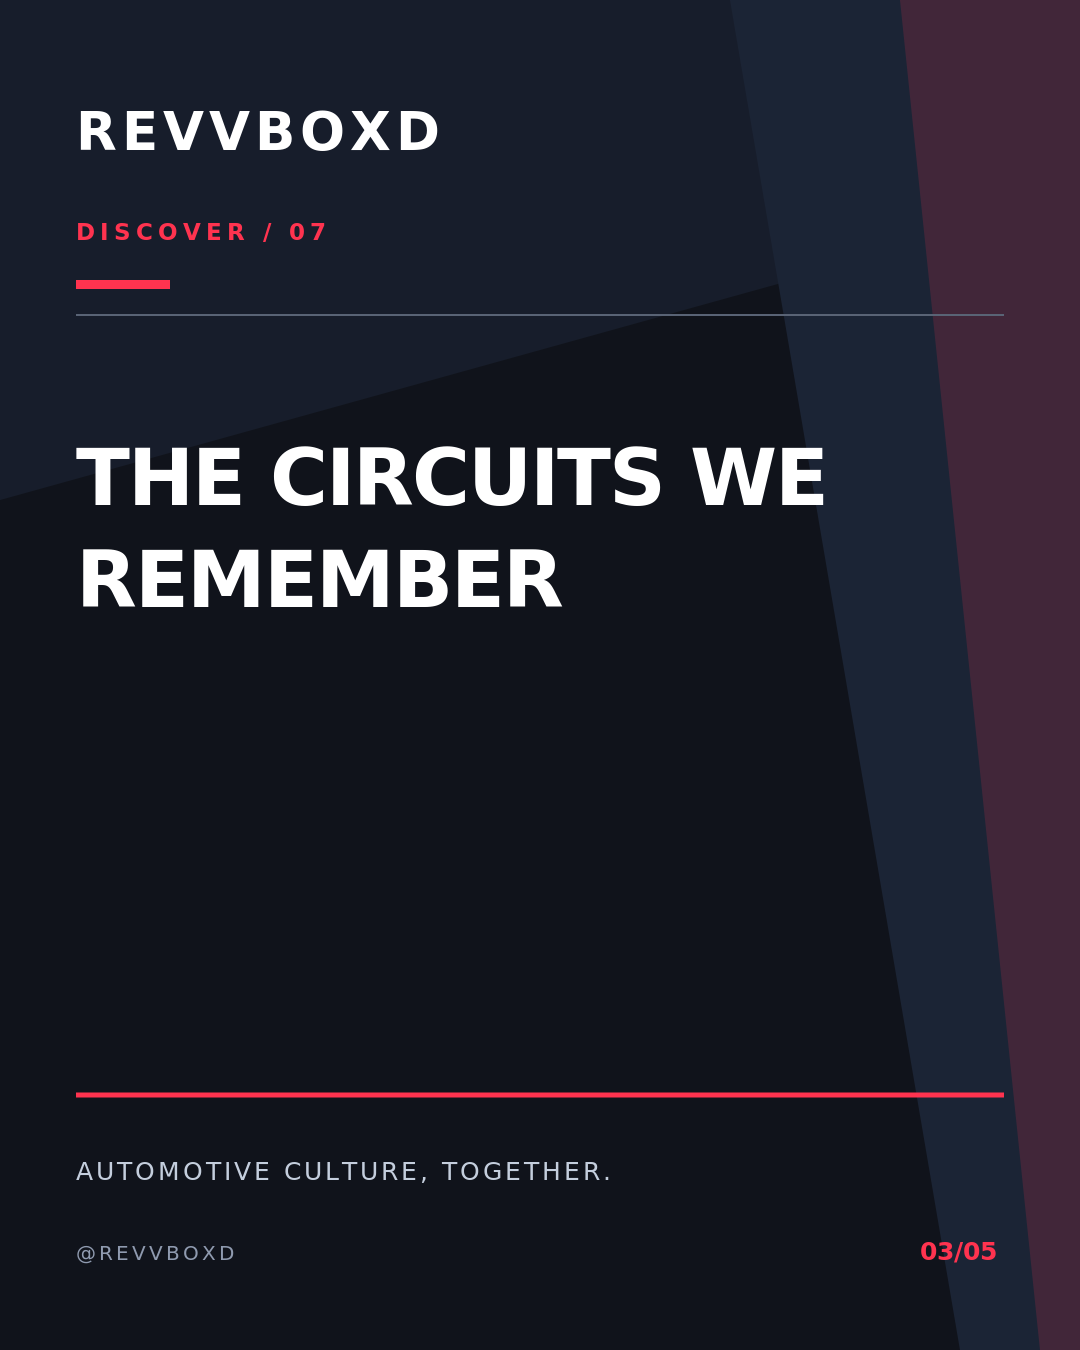 REVVBOXD
DISCOVER / 07
THE CIRCUITS WE
REMEMBER
AUTOMOTIVE CULTURE, TOGETHER.
@REVVBOXD
03/05